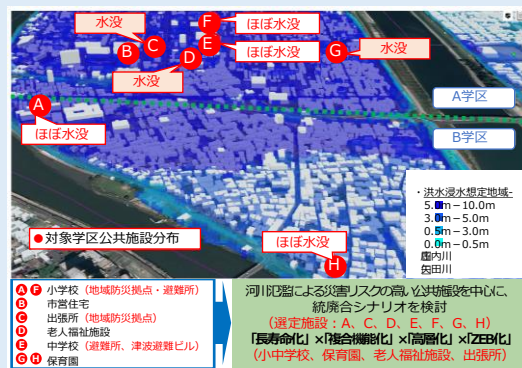 水没
F
ほぼ水没
E
ほぼ水没
B
C
D
水没
G
水没
A
ほぼ水没
A学区
B学区
●対象学区公共施設分布
ほぼ水没
H
・洪水浸水想定地域-
5.0m－10.0m
3.0m－5.0m
0.5m－3.0m
0.0m－0.5m
庄内川
矢田川
A F 小学校（地域防災拠点・避難所）
B 市営住宅
C 出張所（地域防災拠点）
D 老人福祉施設
E 中学校（避難所、津波避難ビル）
G H 保育園
河川氾濫による災害リスクの高い公共施設を中心に、
統廃合シナリオを検討
（選定施設：A、C、D、E、F、G、H）
「長寿命化」×「複合機能化」×「高層化」×「ZEB化」
（小中学校、保育園、老人福祉施設、出張所）